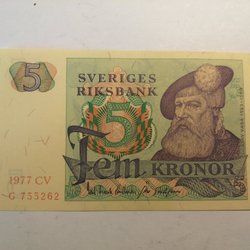 5
SVERIGES
RIKSBANK
5
Fem KRONOR
1977 CV
G 755262
5